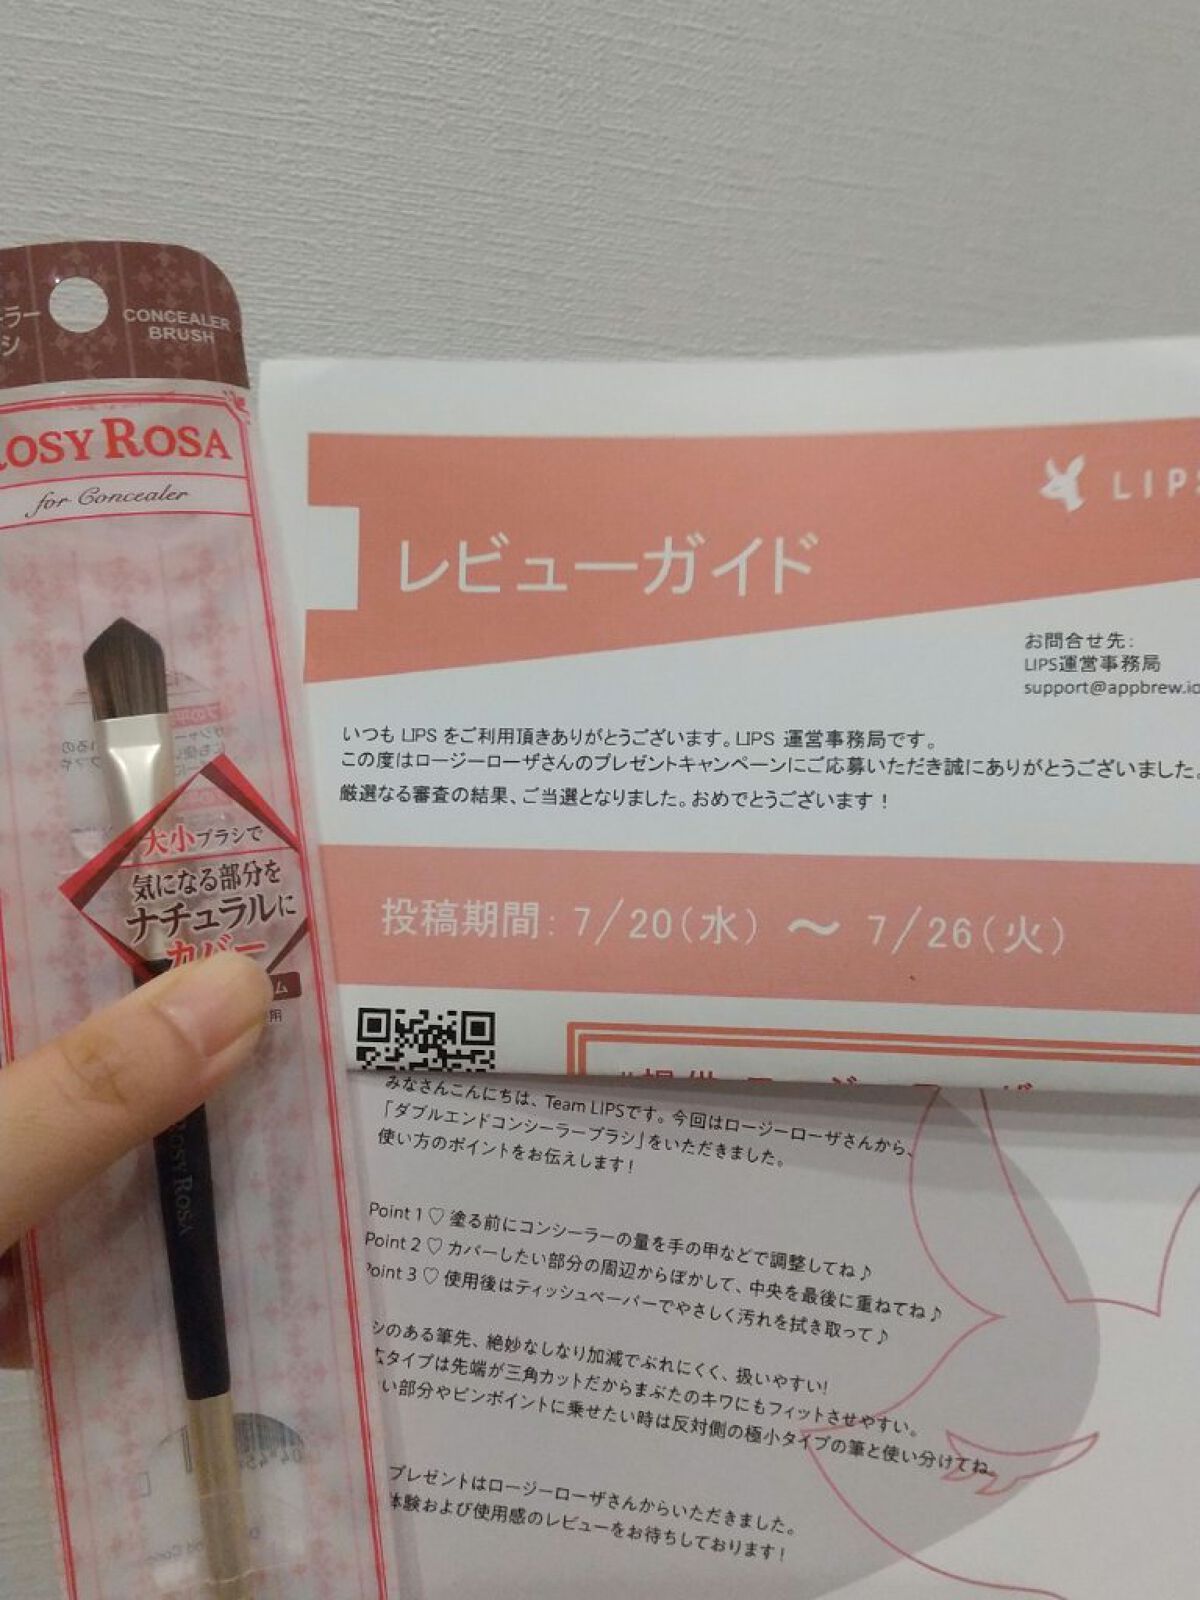 ラー
シ
CONCEALER
BRUSH
ROSY ROSA
for Concealer
大小ブラシで
気になる部分を
ナチュラルに
カバー
ム
用
ROSY ROSA
LIPS
レビューガイド
お問合せ先:
LIPS運営事務局
support@appbrew.io
いつも LIPS をご利用頂きありがとうございます。LIPS 運営事務局です。
この度はロージーローザさんのプレゼントキャンペーンにご応募いただき誠にありがとうございました。
厳選なる審査の結果、ご当選となりました。おめでとうございます！
投稿期間: 7/20(水) ～ 7/26(火)
みなさんこんにちは、Team LIPSです。今回はロージーローザさんから、
「ダブルエンドコンシーラーブラシ」をいただきました。
使い方のポイントをお伝えします！
Point 1 ♡ 塗る前にコンシーラーの量を手の甲などで調整してね♪
Point 2 ♡ カバーしたい部分の周辺からぼかして、中央を最後に重ねてね♪
Point 3 ♡ 使用後はティッシュペーパーでやさしく汚れを拭き取って♪
シのある筆先、絶妙なしなり加減でぶれにくく、扱いやすい!
広タイプは先端が三角カットだからまぶたのキワにもフィットさせやすい。
い部分やピンポイントに乗せたい時は反対側の極小タイプの筆と使い分けてね。
プレゼントはロージーローザさんからいただきました。
体験および使用感のレビューをお待ちしております！